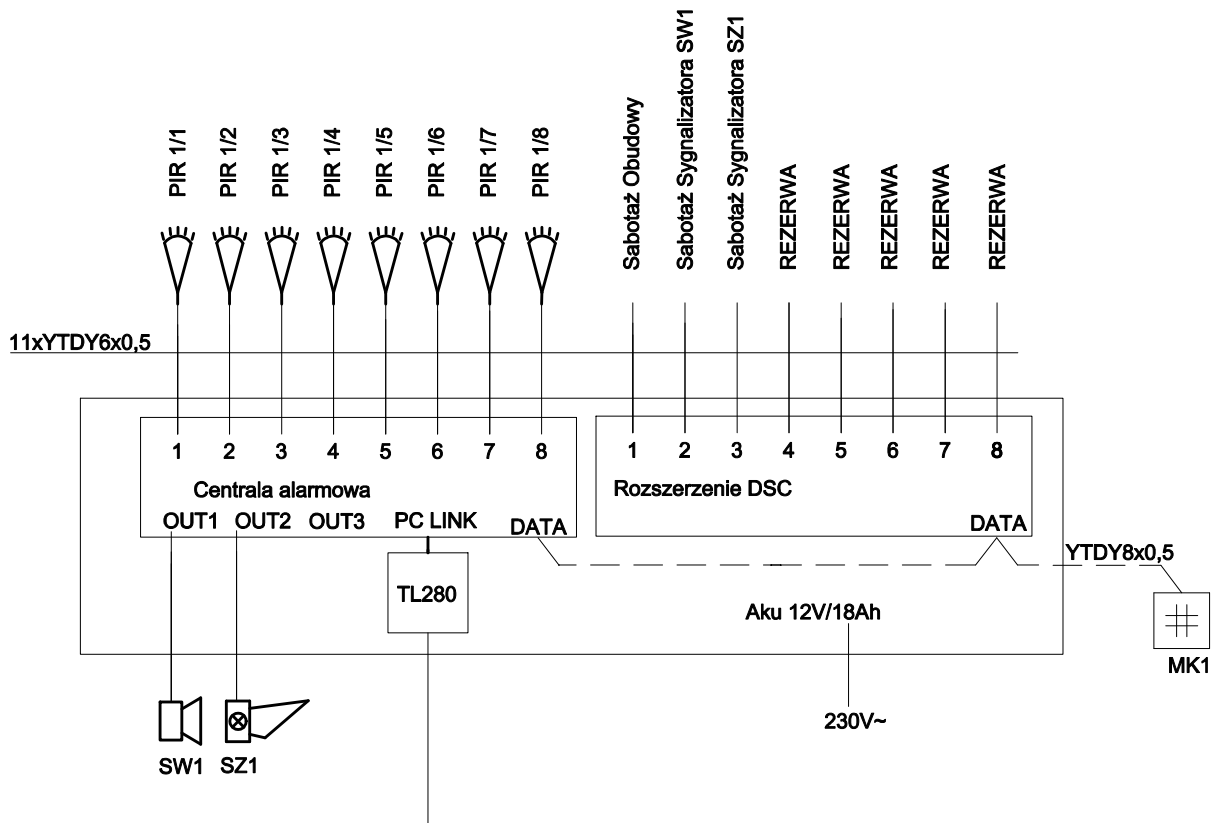 PIR 1/1
PIR 1/2
PIR 1/3
PIR 1/4
PIR 1/5
PIR 1/6
PIR 1/7
PIR 1/8
Sabotaż Obudowy
Sabotaż Sygnalizatora SW1
Sabotaż Sygnalizatora SZ1
REZERWA
REZERWA
REZERWA
REZERWA
REZERWA
11xYTDY6x0,5
1 2 3 4 5 6 7 8
1 2 3 4 5 6 7 8
Centrala alarmowa
Rozszerzenie DSC
OUT1 OUT2 OUT3 PC LINK DATA
DATA
YTDY8x0,5
TL280
Aku 12V/18Ah
MK1
230V~
SW1
SZ1